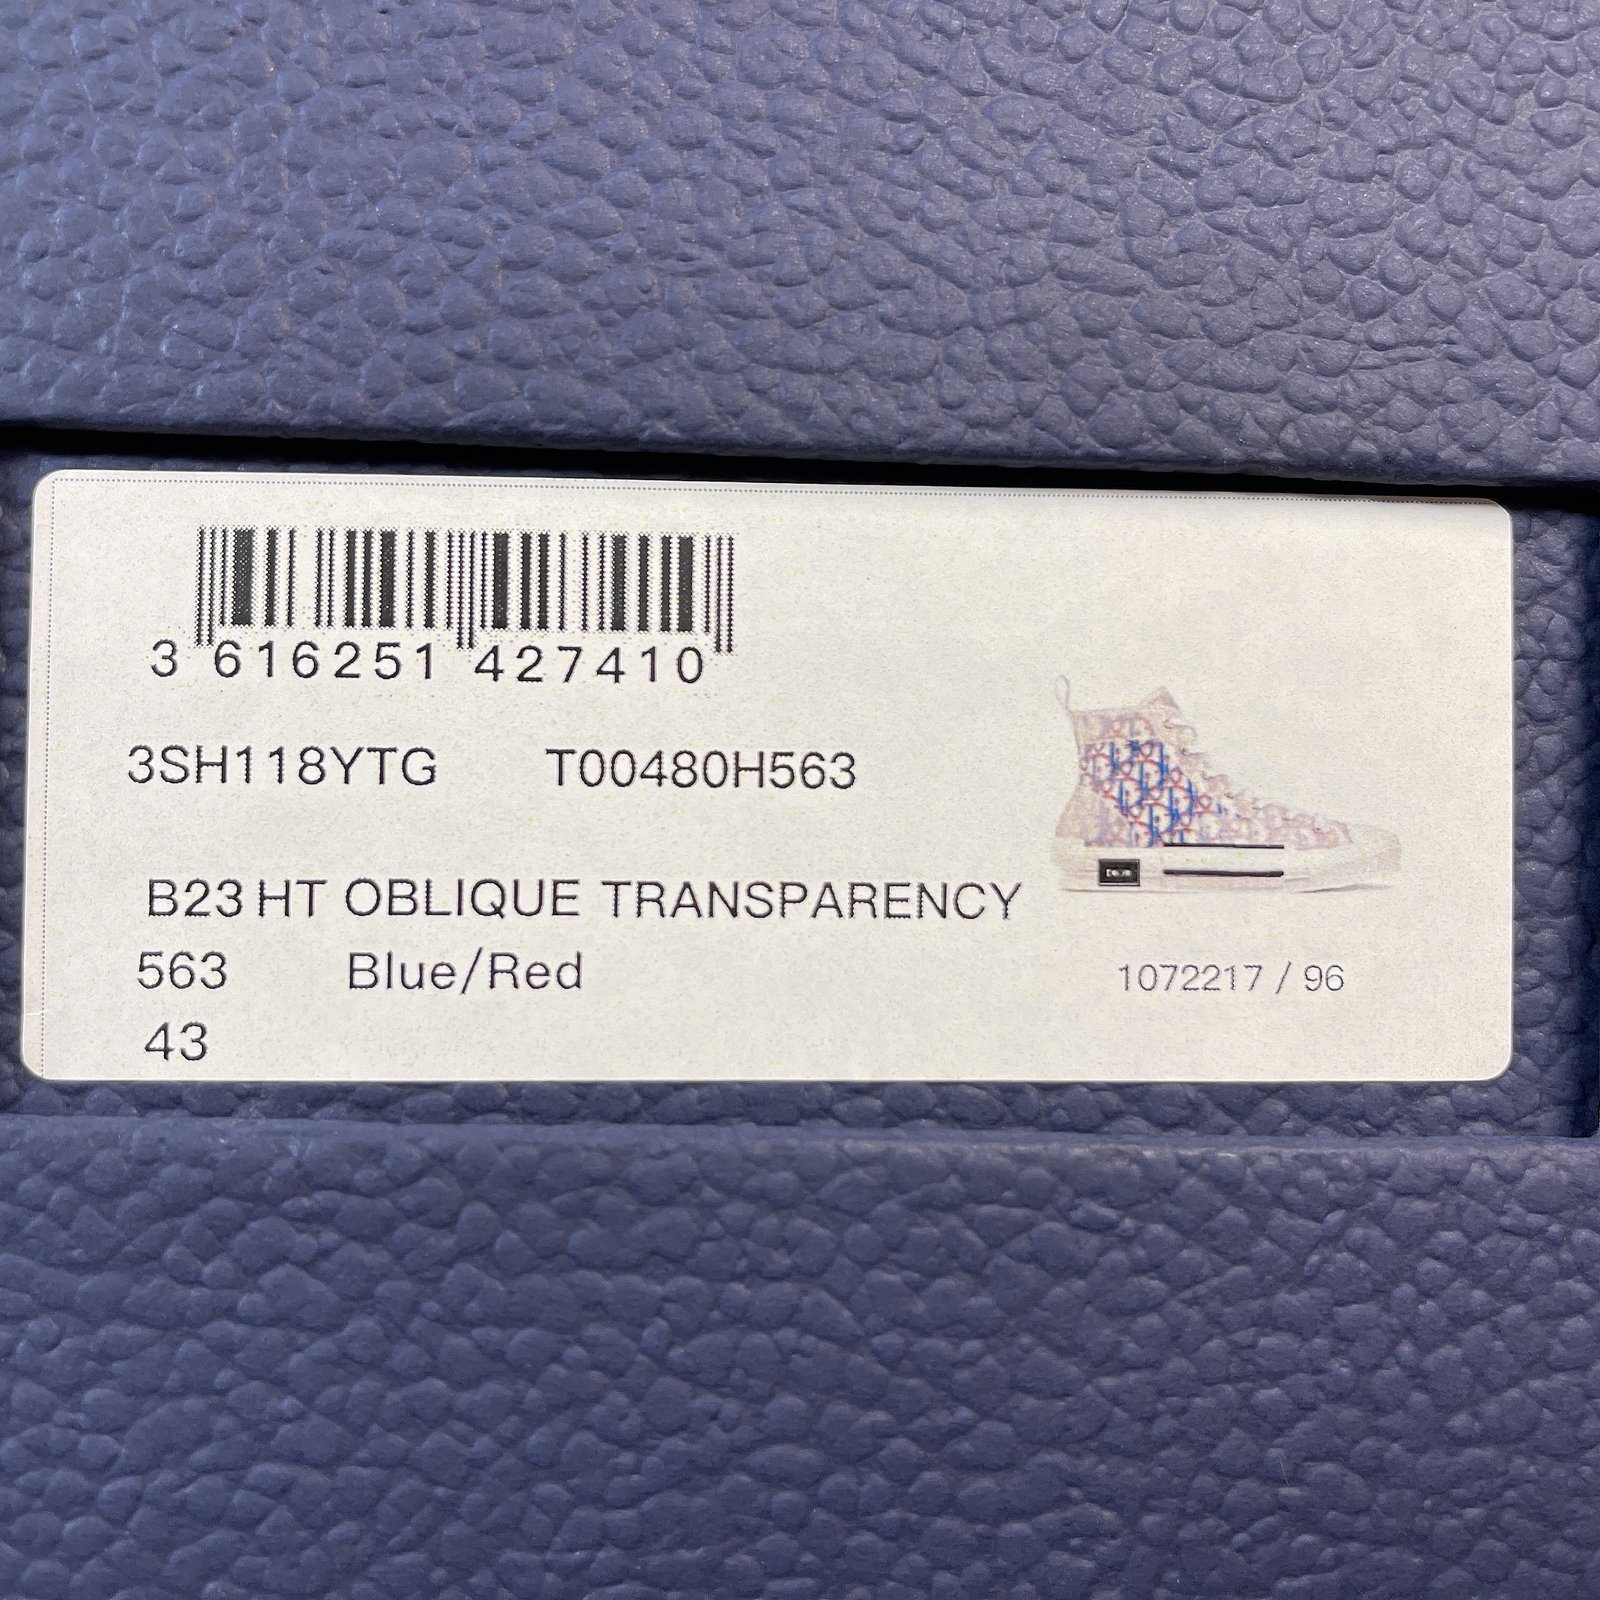 3 616251 427410
3SH118YTG T00480H563
B23 HT OBLIQUE TRANSPARENCY
563 Blue/Red
43
1072217 / 96